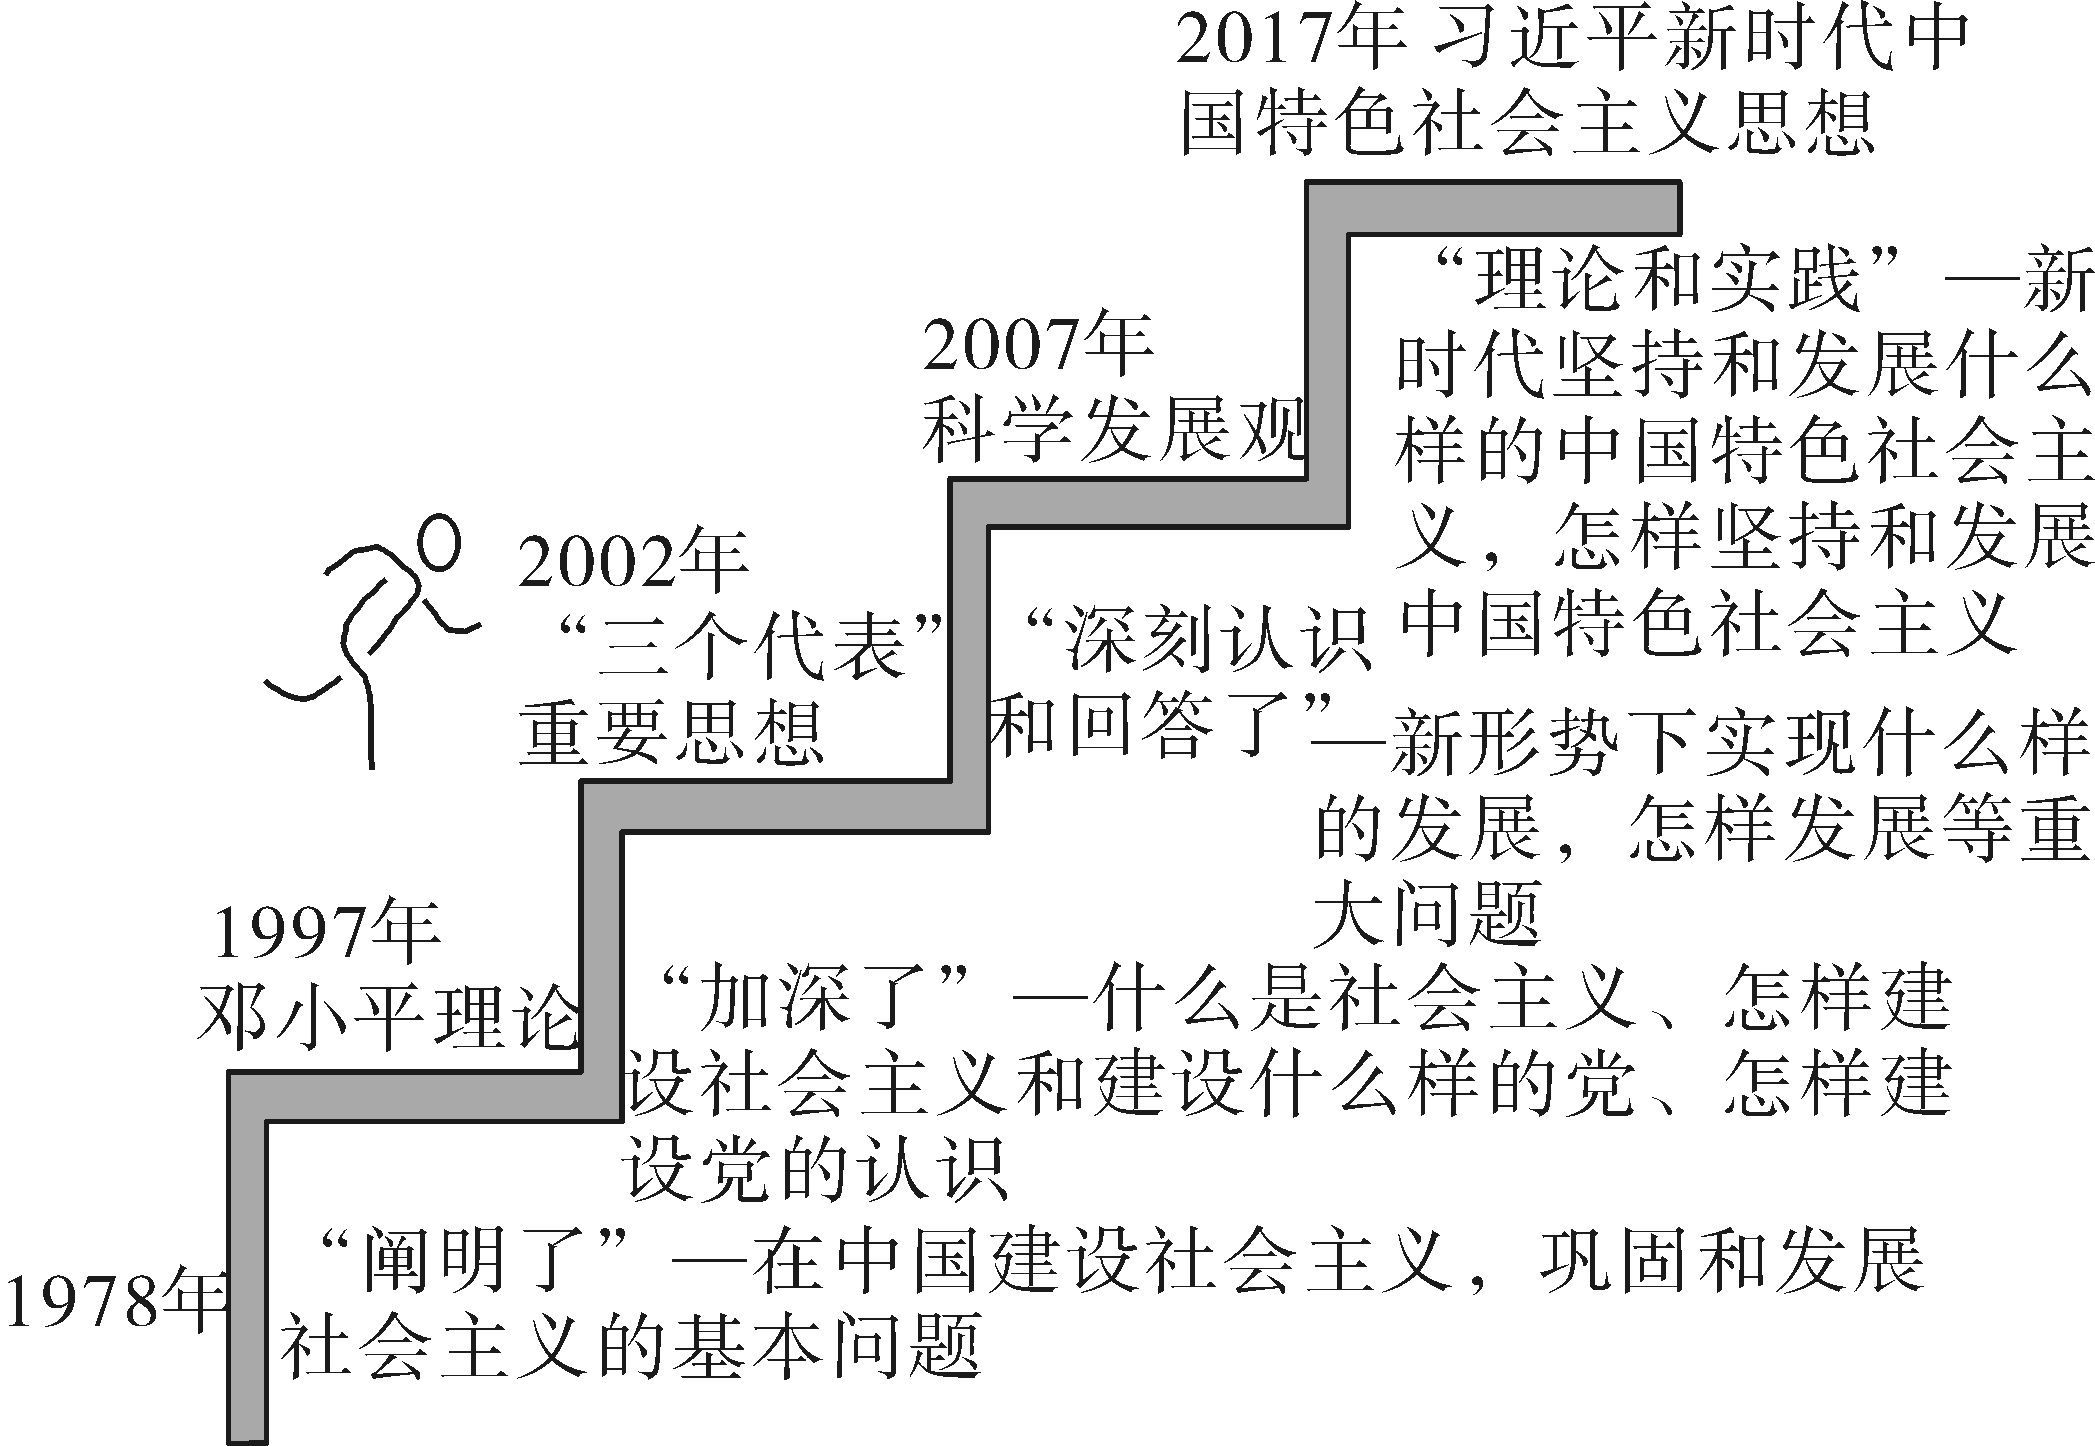 2017年 习近平新时代中
国特色社会主义思想
“理论和实践”—新
时代坚持和发展什么
样的中国特色社会主
义，怎样坚持和发展
中国特色社会主义
2007年
科学发展观
“深刻认识
和回答了”
—新形势下实现什么样
的发展，怎样发展等重
大问题
2002年
“三个代表”
重要思想
“加深了”—什么是社会主义、怎样建
设社会主义和建设什么样的党、怎样建
设党的认识
1997年
邓小平理论
“阐明了”—在中国建设社会主义，巩固和发展
社会主义的基本问题
1978年